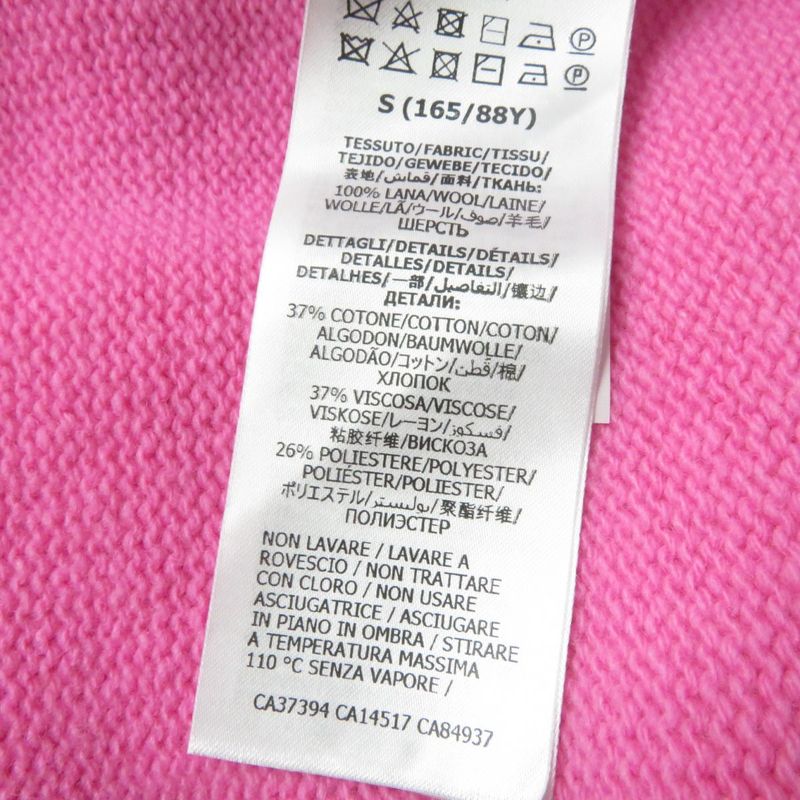 S (165/88Y)
TESSUTO/FABRIC/TISSU/
TEJIDO/GEWEBE/TECIDO/
表地/قماش/面料/ТКАНЬ:
100% LANA/WOOL/LAINE/
WOLLE/LÃ/ウール/صوف/羊毛/
ШЕРСТЬ
DETTAGLI/DETAILS/DÉTAILS/
DETALLES/DETAILS/
DETALHES/一部/التفاصيل/镶边/
ДЕТАЛИ:
37% COTONE/COTTON/COTON/
ALGODON/BAUMWOLLE/
ALGODÃO/コットン/قطن/棉/
ХЛОПОК
37% VISCOSA/VISCOSE/
VISKOSE/レーヨン/فسكوز/
粘胶纤维/ВИСКОЗА
26% POLIESTERE/POLYESTER/
POLIÉSTER/POLIESTER/
ポリエステル/بوليستر/聚酯纤维/
ПОЛИЭСТЕР
NON LAVARE / LAVARE A
ROVESCIO / NON TRATTARE
CON CLORO / NON USARE
ASCIUGATRICE / ASCIUGARE
IN PIANO IN OMBRA / STIRARE
A TEMPERATURA MASSIMA
110 °C SENZA VAPORE /
CA37394 CA14517 CA84937